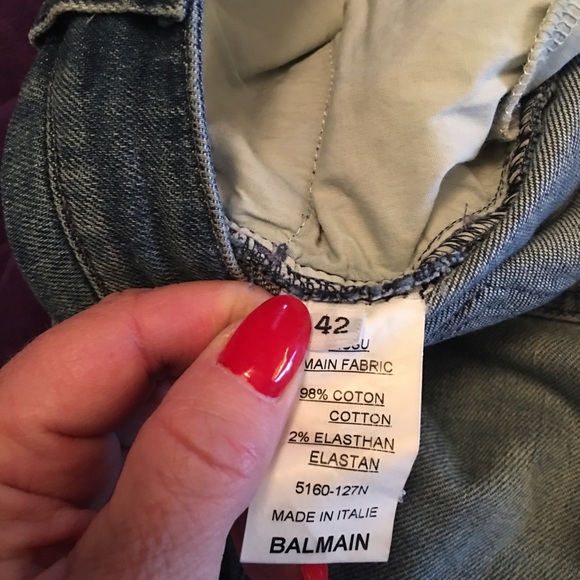 42
MAIN FABRIC
98% COTON
COTTON
2% ELASTHAN
ELASTAN
5160-127N
MADE IN ITALIE
BALMAIN